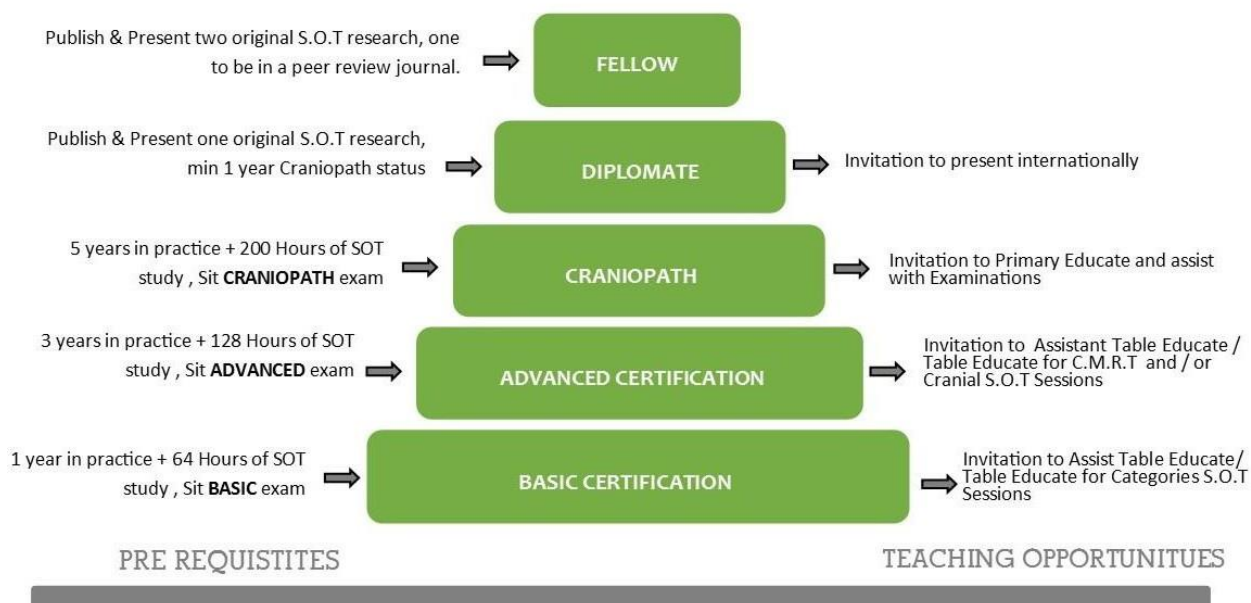 Publish & Present two original S.O.T research, one
to be in a peer review journal.
FELLOW
Publish & Present one original S.O.T research,
min 1 year Craniopath status
DIPLOMATE
Invitation to present internationally
5 years in practice + 200 Hours of SOT
study , Sit CRANIOPATH exam
CRANIOPATH
Invitation to Primary Educate and assist
with Examinations
3 years in practice + 128 Hours of SOT
study , Sit ADVANCED exam
ADVANCED CERTIFICATION
Invitation to Assistant Table Educate /
Table Educate for C.M.R.T and / or
Cranial S.O.T Sessions
1 year in practice + 64 Hours of SOT
study , Sit BASIC exam
BASIC CERTIFICATION
Invitation to Assist Table Educate/
Table Educate for Categories S.O.T
Sessions
PRE REQUISTITES
TEACHING OPPORTUNITUES